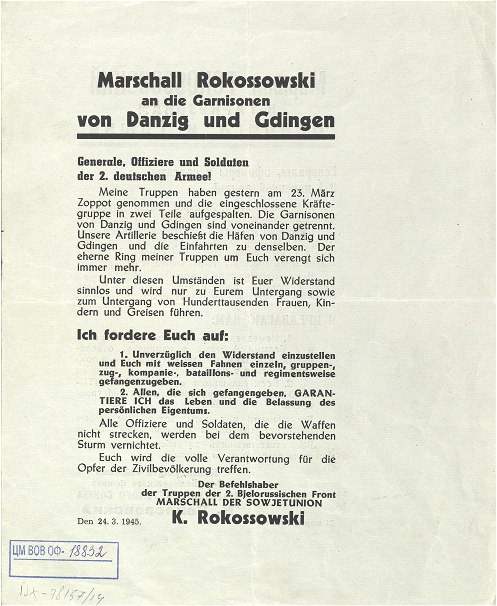 Marschall Rokossowski
an die Garnisonen
von Danzig und Gdingen
Generale, Offiziere und Soldaten
der 2. deutschen Armee!
Meine Truppen haben gestern am 23. März
Zoppot genommen und die eingeschlossene Kräfte-
gruppe in zwei Teile aufgespalten. Die Garnisonen
von Danzig und Gdingen sind voneinander getrennt.
Unsere Artillerie beschießt die Häfen von Danzig und
Gdingen und die Einfahrten zu denselben. Der
eherne Ring meiner Truppen um Euch verengt sich
immer mehr.
Unter diesen Umständen ist Euer Widerstand
sinnlos und wird nur zu Eurem Untergang sowie
zum Untergang von Hunderttausenden Frauen, Kin-
dern und Greisen führen.
Ich fordere Euch auf:
1. Unverzüglich den Widerstand einzustellen
und Euch mit weissen Fahnen einzeln, gruppen-,
zug-, kompanie-, bataillons- und regimentsweise
gefangenzugeben.
2. Allen, die sich gefangengeben, GARAN-
TIERE ICH das Leben und die Belassung des
persönlichen Eigentums.
Alle Offiziere und Soldaten, die die Waffen
nicht strecken, werden bei dem bevorstehenden
Sturm vernichtet.
Euch wird die volle Verantwortung für die
Opfer der Zivilbevölkerung treffen.
Der Befehlshaber
der Truppen der 2. Bjelorussischen Front
MARSCHALL DER SOWJETUNION
Den 24. 3. 1945. K. Rokossowski
ЦМ ВОВ ОФ- 18832